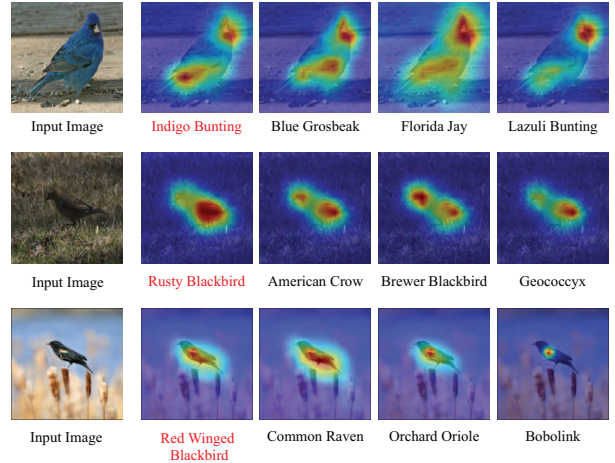 Input Image Indigo Bunting Blue Grosbeak Florida Jay Lazuli Bunting
Input Image Rusty Blackbird American Crow Brewer Blackbird Geococcyx
Input Image Red Winged Common Raven Orchard Oriole Bobolink
Blackbird